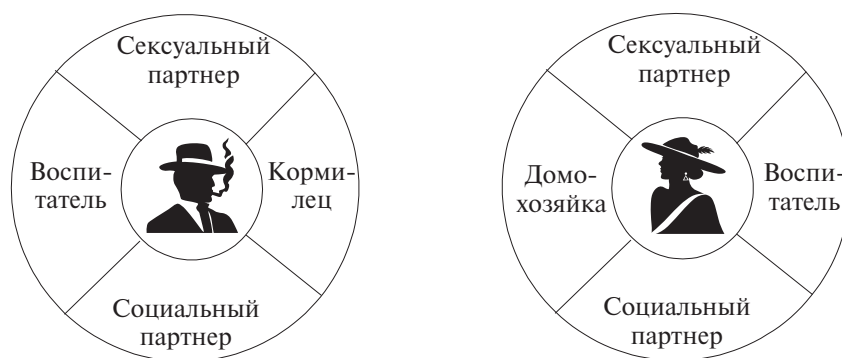 Сексуальный
партнер
Воспи-
татель
Корми-
лец
Социальный
партнер
Сексуальный
партнер
Домо-
хозяйка
Воспи-
татель
Социальный
партнер